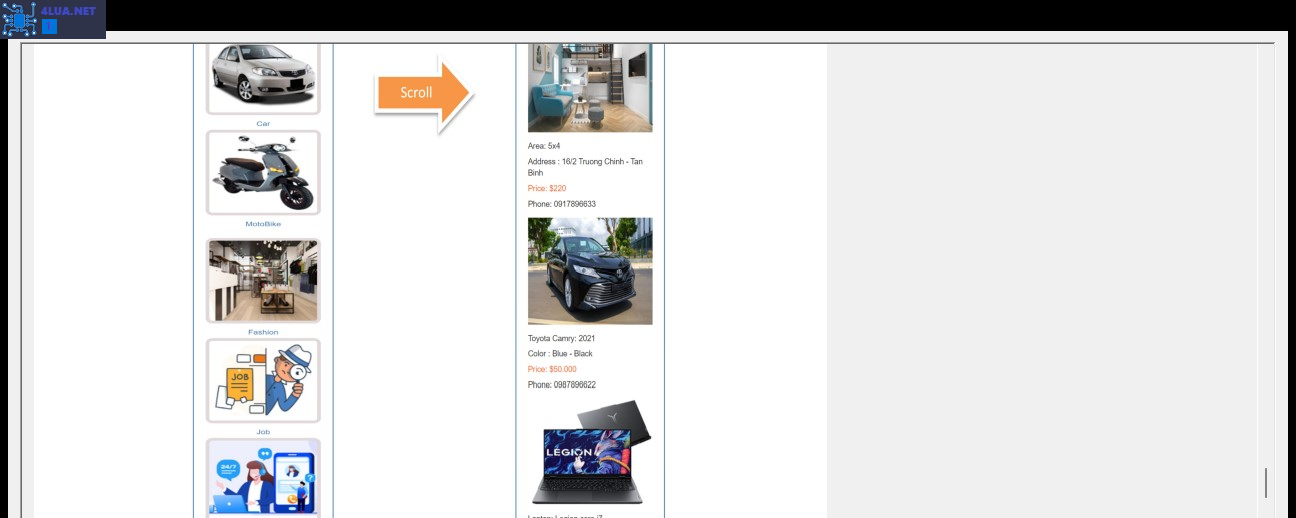 4LUA.NET
Scroll
Car
MotoBike
Fashion
JOB
Job
24/7
Area: 5x4
Address : 16/2 Truong Chinh - Tan
Binh
Price: $220
Phone: 0917896633
Toyota Camry: 2021
Color : Blue - Black
Price: $50.000
Phone: 0987896622
LEGION